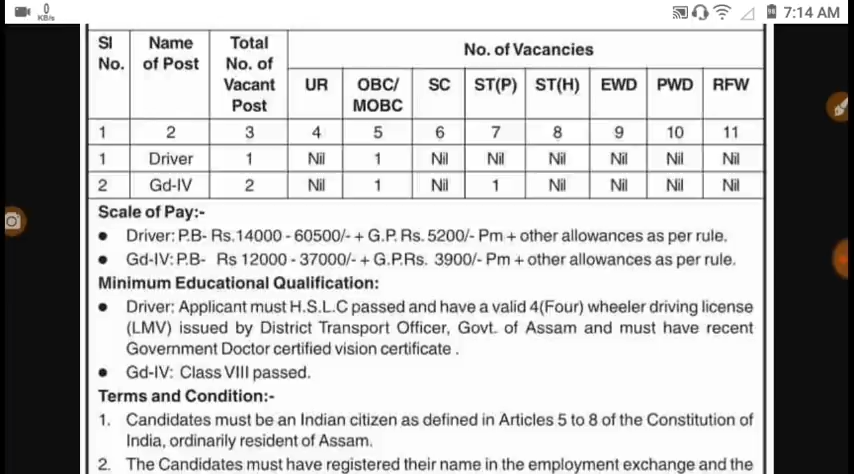 0
KB/s
98
7:14 AM
Sl No. Name of Post Total No. of Vacant Post No. of Vacancies
UR OBC/ MOBC SC ST(P) ST(H) EWD PWD RFW
1 2 3 4 5 6 7 8 9 10 11
1 Driver 1 Nil 1 Nil Nil Nil Nil Nil Nil
2 Gd-IV 2 Nil 1 Nil 1 Nil Nil Nil Nil
Scale of Pay:-
● Driver: P.B- Rs.14000 - 60500/- + G.P. Rs. 5200/- Pm + other allowances as per rule.
● Gd-IV: P.B- Rs 12000 - 37000/- + G.P.Rs. 3900/- Pm + other allowances as per rule.
Minimum Educational Qualification:
● Driver: Applicant must H.S.L.C passed and have a valid 4(Four) wheeler driving license
(LMV) issued by District Transport Officer, Govt. of Assam and must have recent
Government Doctor certified vision certificate .
● Gd-IV: Class VIII passed.
Terms and Condition:-
1. Candidates must be an Indian citizen as defined in Articles 5 to 8 of the Constitution of
India, ordinarily resident of Assam.
2. The Candidates must have registered their name in the employment exchange and the